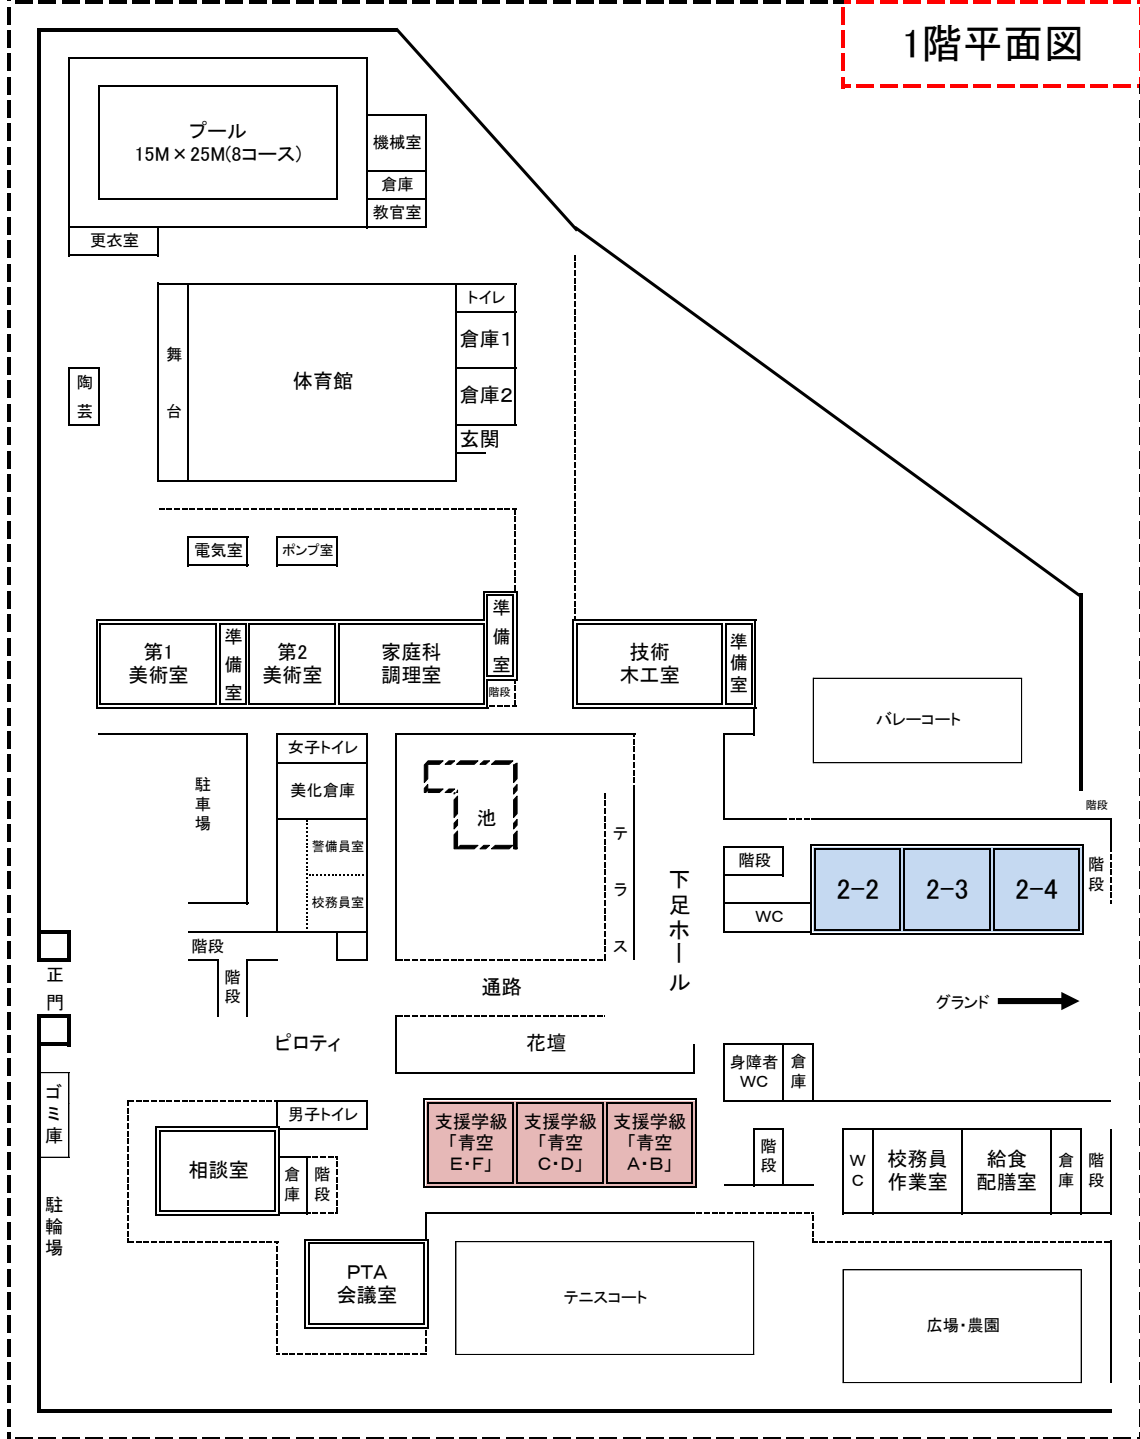 1階平面図
プール
15M×25M(8コース)
機械室
倉庫
教官室
更衣室
トイレ
倉庫1
倉庫2
玄関
舞台
体育館
陶芸
電気室
ポンプ室
第1
美術室
準備室
第2
美術室
家庭科
調理室
準備室
階段
技術
木工室
準備室
バレーコート
女子トイレ
美化倉庫
警備員室
校務員室
駐車場
池
テラス
下足ホール
階段
階段
WC
2-2
2-3
2-4
階段
階段
階段
正門
通路
グランド
ピロティ
花壇
身障者
WC
倉庫
ゴミ庫
男子トイレ
相談室
倉庫
階段
支援学級
「青空
E・F」
支援学級
「青空
C・D」
支援学級
「青空
A・B」
階段
WC
校務員
作業室
給食
配膳室
倉庫
階段
駐輪場
PTA
会議室
テニスコート
広場・農園